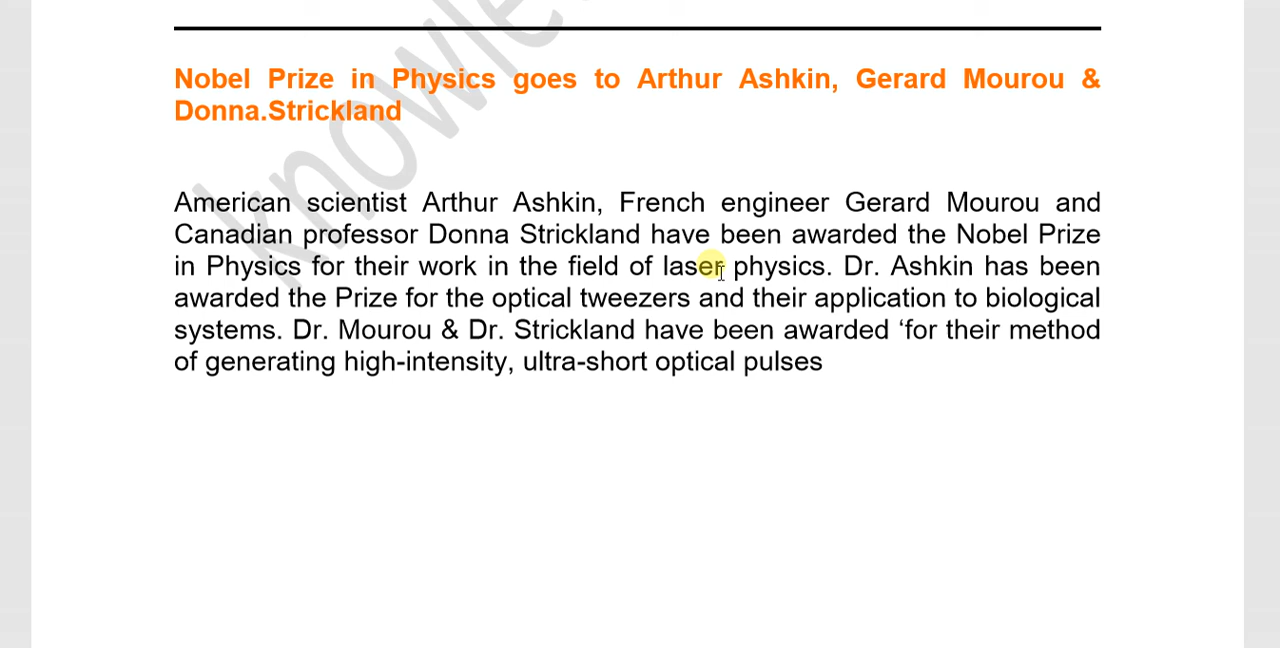 Nobel Prize in Physics goes to Arthur Ashkin, Gerard Mourou &
Donna.Strickland
American scientist Arthur Ashkin, French engineer Gerard Mourou and
Canadian professor Donna Strickland have been awarded the Nobel Prize
in Physics for their work in the field of laser physics. Dr. Ashkin has been
awarded the Prize for the optical tweezers and their application to biological
systems. Dr. Mourou & Dr. Strickland have been awarded ‘for their method
of generating high-intensity, ultra-short optical pulses